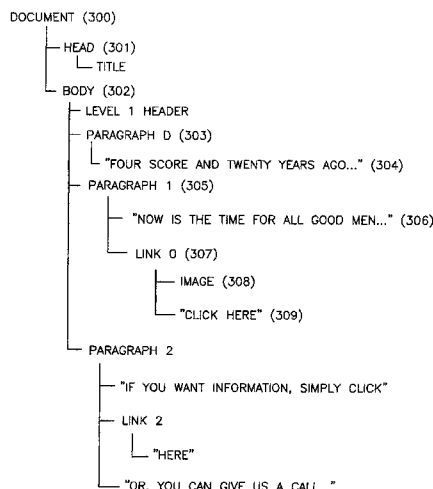 DOCUMENT (300)
HEAD (301)
TITLE
BODY (302)
LEVEL 1 HEADER
PARAGRAPH D (303)
"FOUR SCORE AND TWENTY YEARS AGO..." (304)
PARAGRAPH 1 (305)
"NOW IS THE TIME FOR ALL GOOD MEN..." (306)
LINK 0 (307)
IMAGE (308)
"CLICK HERE" (309)
PARAGRAPH 2
"IF YOU WANT INFORMATION, SIMPLY CLICK"
LINK 2
"HERE"
"OR, YOU CAN GIVE US A CALL..."